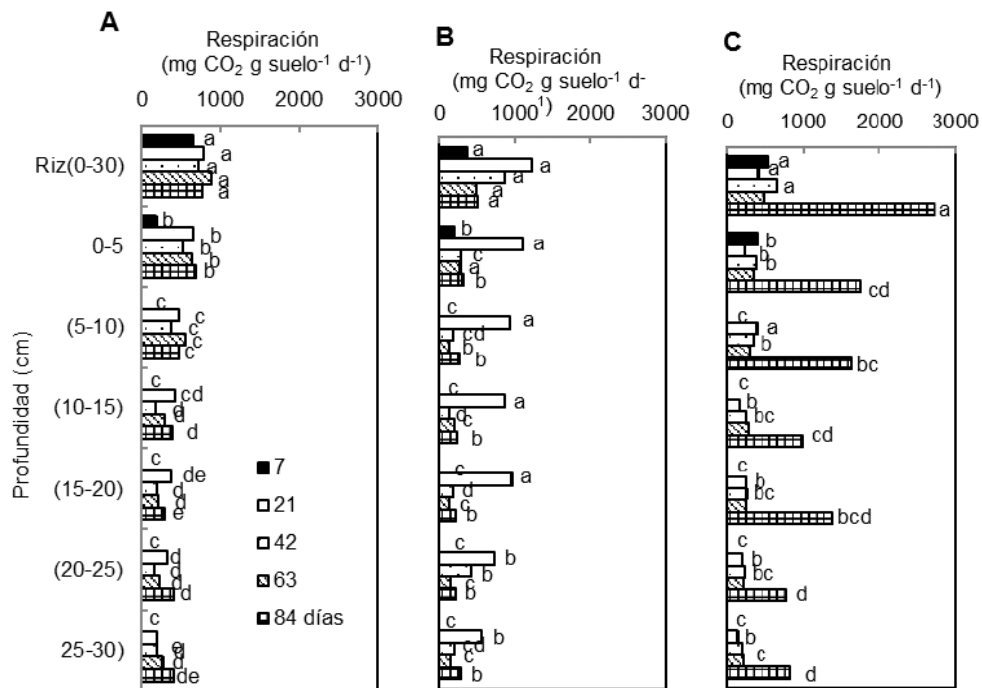 A
Respiración
(mg CO2 g suelo-1 d-1)
0 1000 2000 3000
Profundidad (cm)
Riz(0-30)
0-5
(5-10)
(10-15)
(15-20)
(20-25)
25-30)
a
a
a
a
a
b
b
b
b
b
c
c
c
c
c
c
cd
d
d
d
c
de
d
d
e
c
d
d
d
d
c
e
d
d
de
7
21
42
63
84 días
B
Respiración
(mg CO2 g suelo-1 d-
1)
0 1000 2000 3000
a
a
a
a
a
b
a
c
a
b
c
a
cd
b
b
c
a
d
c
b
c
a
d
c
b
c
b
b
c
b
c
b
cd
c
b
C
Respiración
(mg CO2 g suelo-1 d-1)
0 1000 2000 3000
a
a
a
a
b
b
b
cd
c
a
b
bc
c
b
bc
cd
c
b
bc
bcd
c
b
bc
d
c
b
c
d